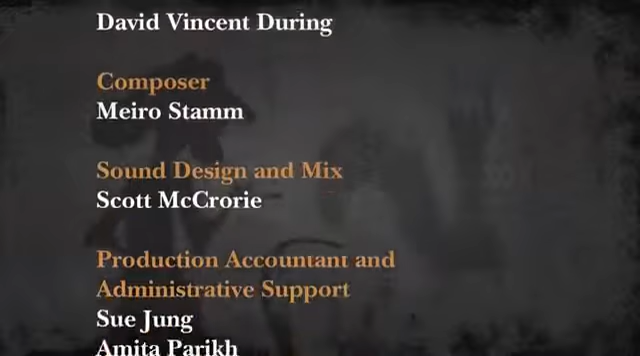 David Vincent During
Composer
Meiro Stamm
Sound Design and Mix
Scott McCrorie
Production Accountant and
Administrative Support
Sue Jung
Amita Parikh